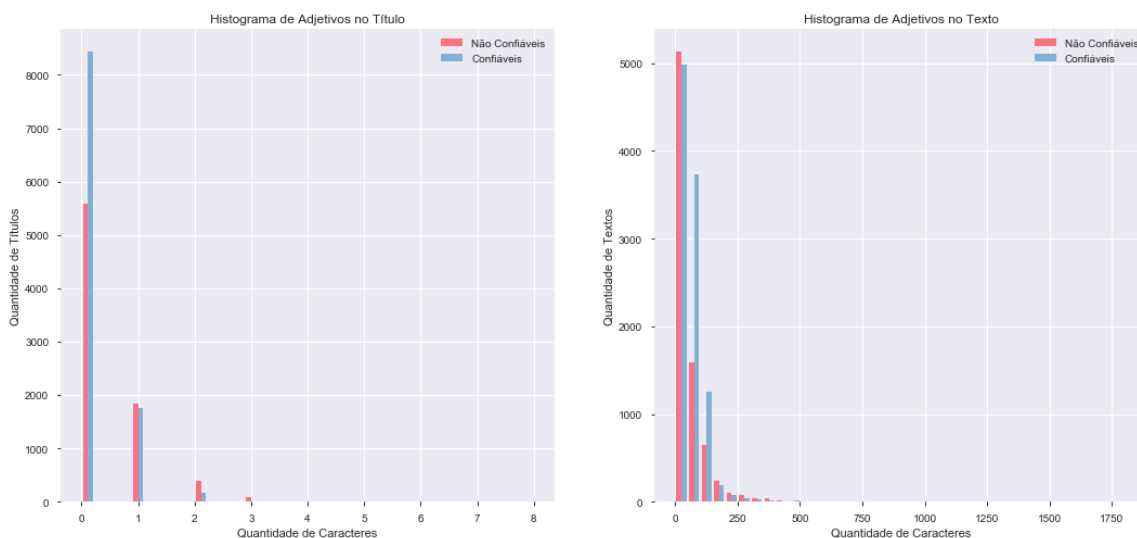 Histograma de Adjetivos no Título
Não Confiáveis
Confiáveis
8000
7000
6000
5000
4000
3000
2000
1000
0
Quantidade de Títulos
0 1 2 3 4 5 6 7 8
Quantidade de Caracteres
Histograma de Adjetivos no Texto
Não Confiáveis
Confiáveis
5000
4000
3000
2000
1000
0
Quantidade de Textos
0 250 500 750 1000 1250 1500 1750
Quantidade de Caracteres